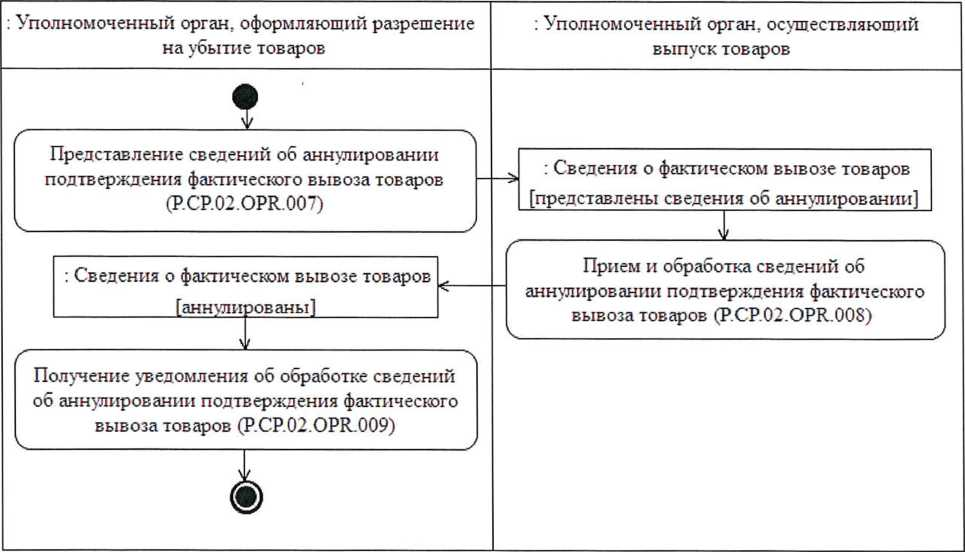 : Уполномоченный орган, оформляющий разрешение
на убытие товаров
: Уполномоченный орган, осуществляющий
выпуск товаров
Представление сведений об аннулировании
подтверждения фактического вывоза товаров
(P.CP.02.OPR.007)
: Сведения о фактическом вывозе товаров
[представлены сведения об аннулировании]
Прием и обработка сведений об
аннулировании подтверждения фактического
вывоза товаров (P.CP.02.OPR.008)
: Сведения о фактическом вывозе товаров
[аннулированы]
Получение уведомления об обработке сведений
об аннулировании подтверждения фактического
вывоза товаров (P.CP.02.OPR.009)